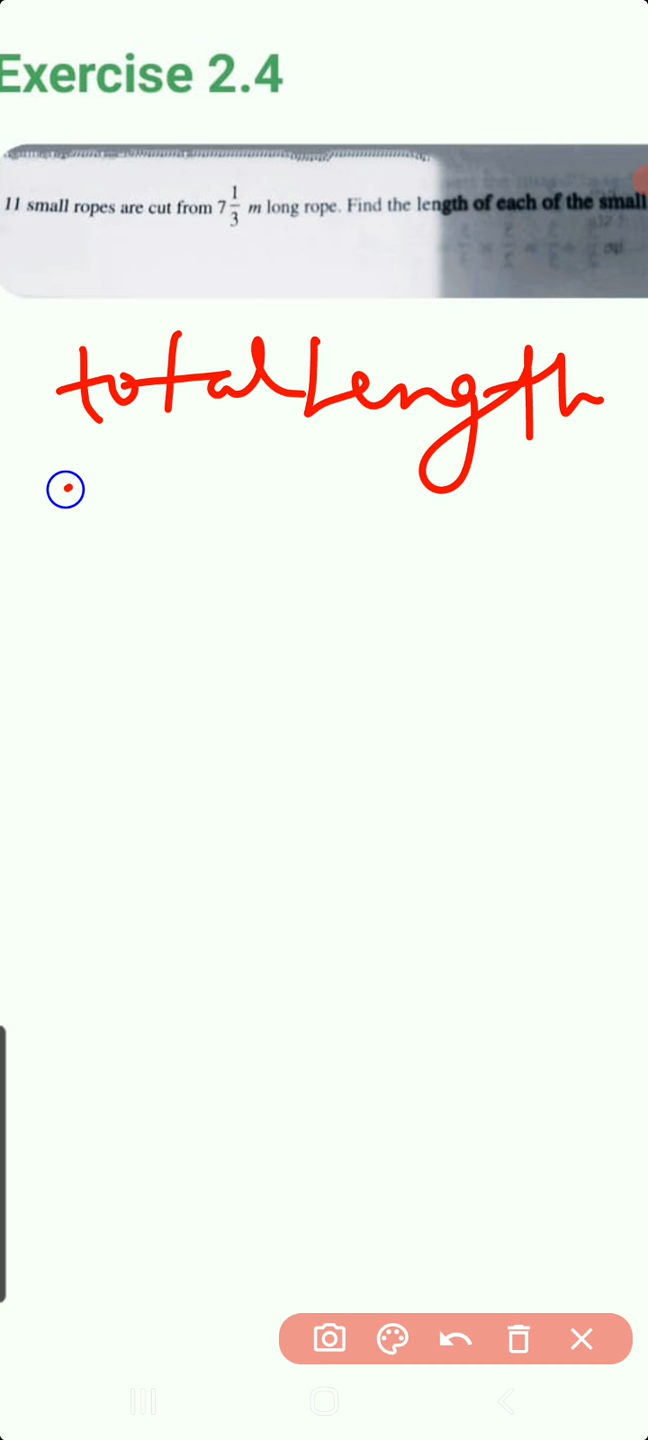 Exercise 2.4
11 small ropes are cut from 7 1/3 m long rope. Find the length of each of the small
total Length